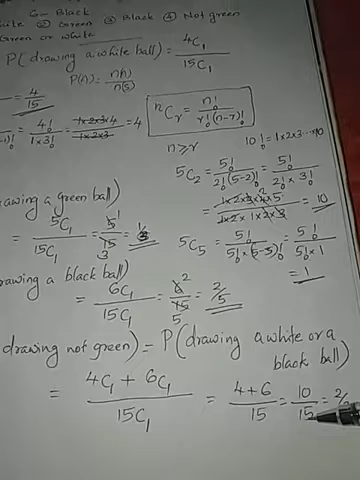 6 - Black
② Green ③ Black ④ Not green
Green or white
P(drawing a white ball) = 4C₁ / 15C₁
P(n) = n(h) / n(s)
= 4/15
4! / 1×3! = 1×2×3×4 / 1×2×3 = 4
nCr = n! / r!(n-r)!
10! = 1×2×3×...×10
n ≥ r
5C₂ = 5! / 2!(5-2)! = 5! / 2!×3!
= 1×2×3×4×5 / 1×2×1×2×3 = 10
drawing a green ball)
= 5C₁ / 15C₁ = 5/15 = 1/3
5C₅ = 5! / 5!×(5-5)! = 5! / 5!×1
= 1
drawing a black ball)
= 6C₁ / 15C₁ = 6/15 = 2/5
drawing not green) = P(drawing a white or a
black ball)
= 4C₁ + 6C₁ / 15C₁ = 4+6 / 15 = 10/15 = 2/